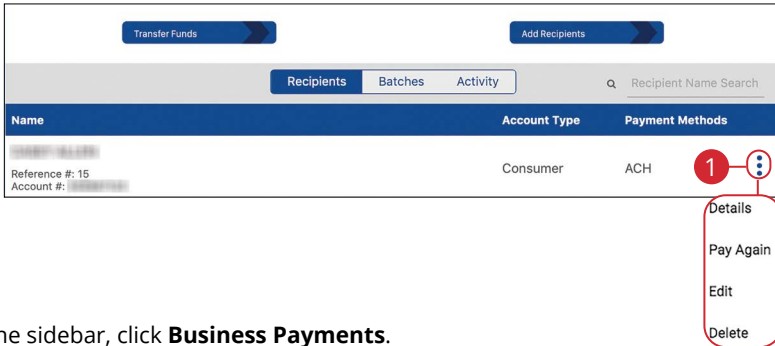 Transfer Funds Add Recipients
Recipients Batches Activity Recipient Name Search
Name Account Type Payment Methods
Reference #: 15 Consumer ACH 1
Account #:
Details
Pay Again
Edit
Delete
he sidebar, click Business Payments.